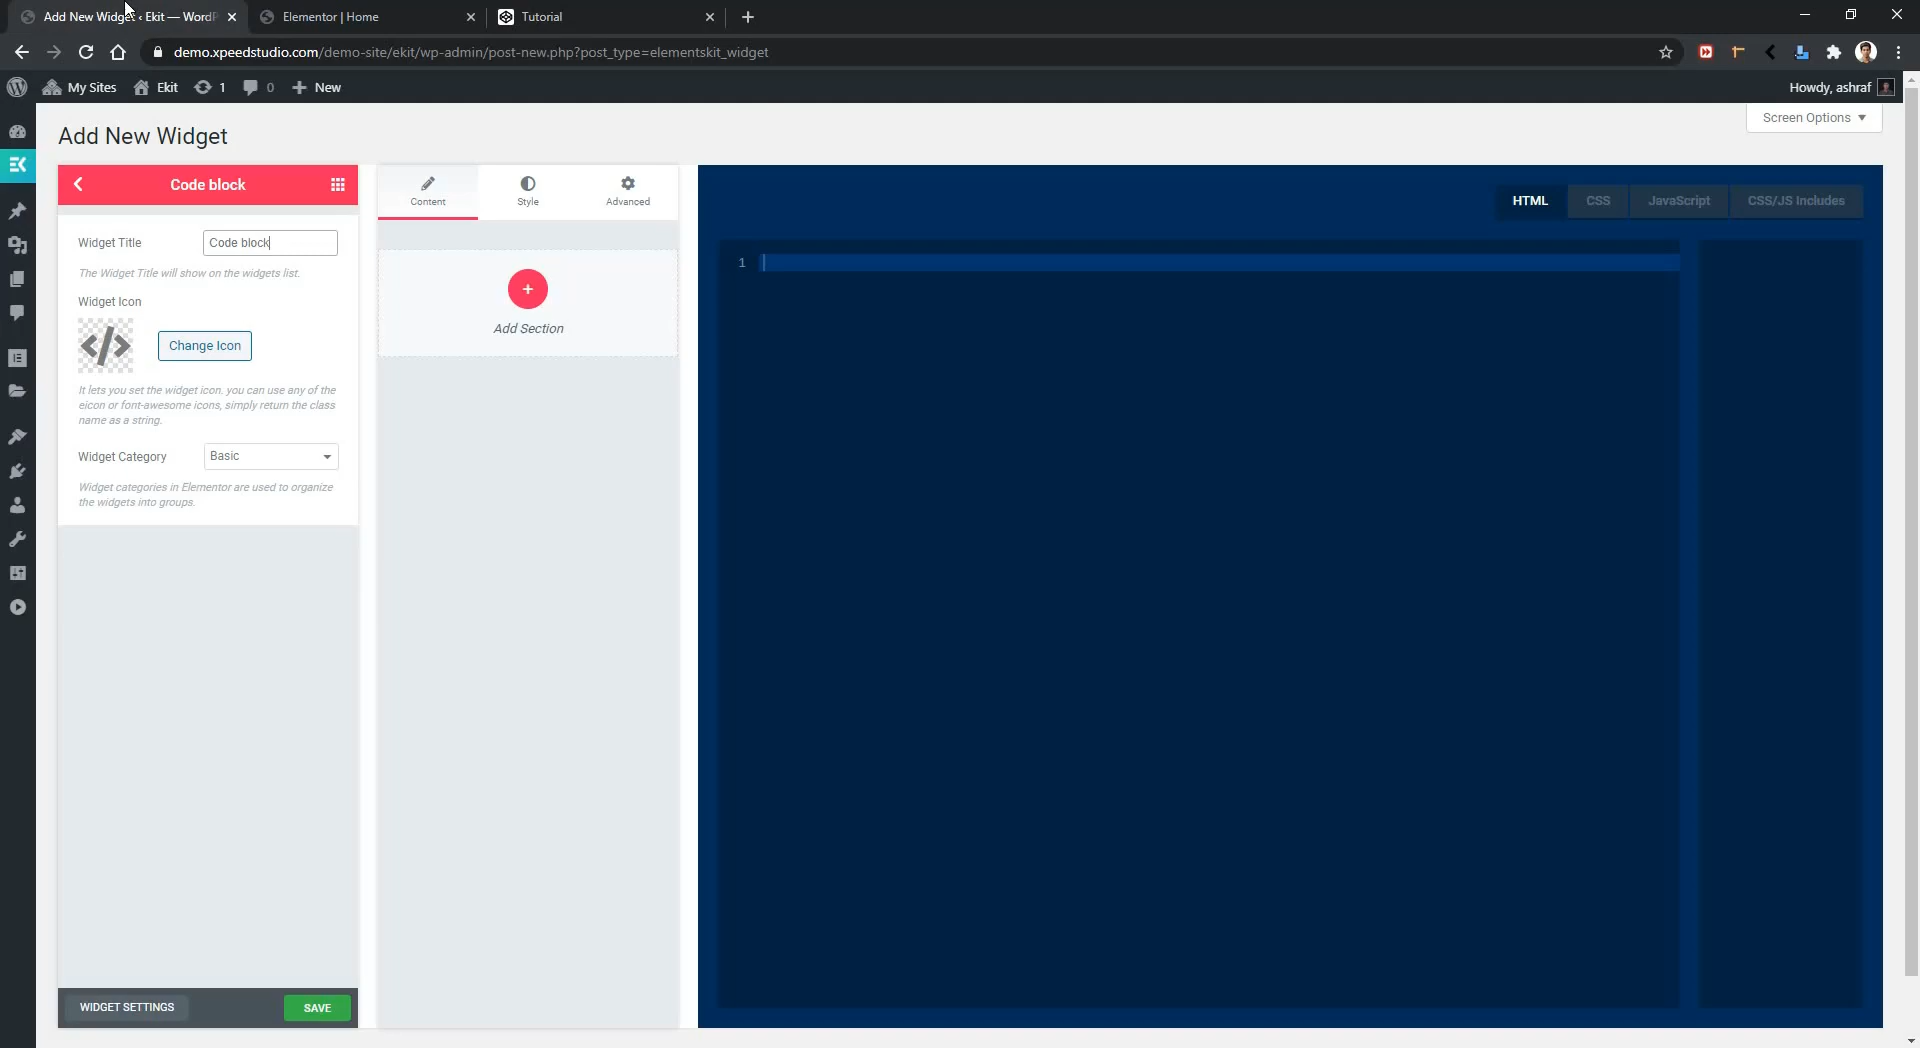 Add New Widget ‹ Ekit — WordP
Elementor | Home
Tutorial
demo.xpeedstudio.com/demo-site/ekit/wp-admin/post-new.php?post_type=elementskit_widget
My Sites
Ekit
1
0
New
Howdy, ashraf
Screen Options
Add New Widget
Code block
Widget Title
Code block
The Widget Title will show on the widgets list.
Widget Icon
Change Icon
It lets you set the widget icon. you can use any of the
eicon or font-awesome icons, simply return the class
name as a string.
Widget Category
Basic
Widget categories in Elementor are used to organize
the widgets into groups.
WIDGET SETTINGS
SAVE
Content
Style
Advanced
Add Section
HTML
CSS
JavaScript
CSS/JS Includes
1